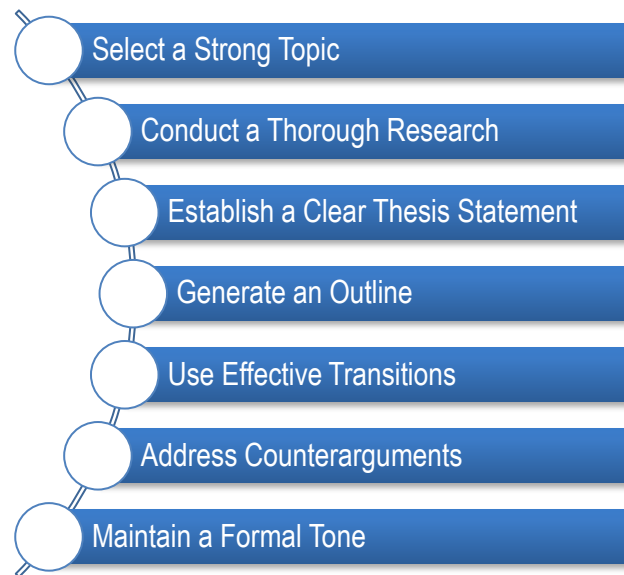 Select a Strong Topic
Conduct a Thorough Research
Establish a Clear Thesis Statement
Generate an Outline
Use Effective Transitions
Address Counterarguments
Maintain a Formal Tone